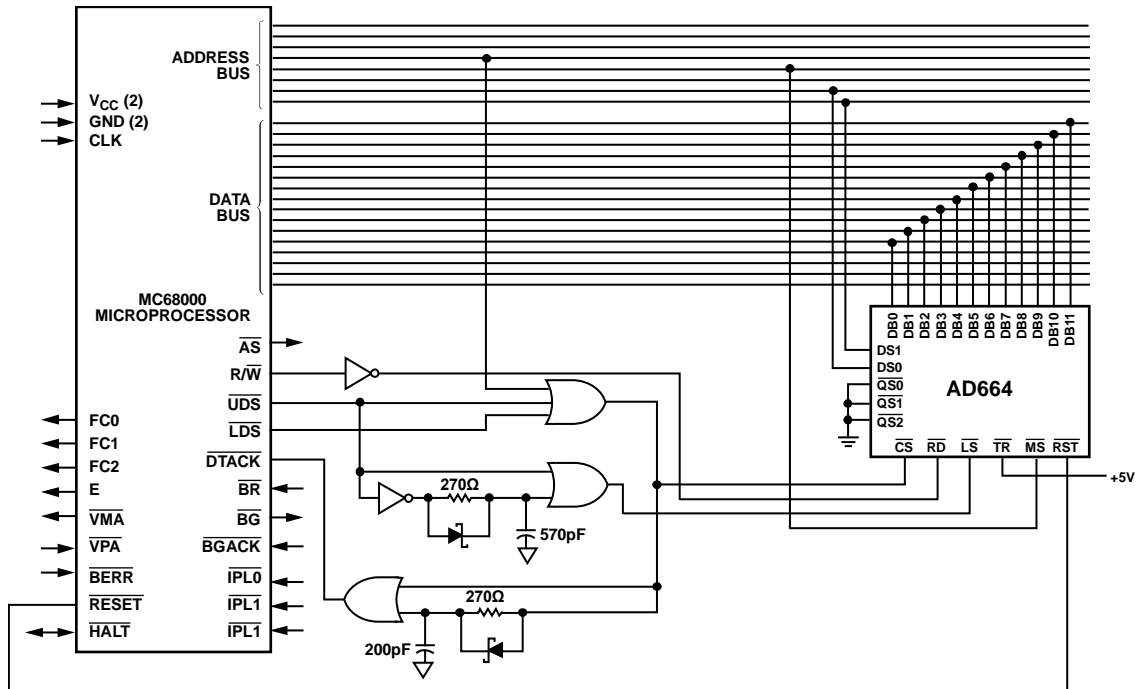 ADDRESS
BUS
VCC (2)
GND (2)
CLK
DATA
BUS
MC68000
MICROPROCESSOR
AS
R/W
UDS
LDS
DTACK
BR
BG
BGACK
IPL0
IPL1
IPL1
FC0
FC1
FC2
E
VMA
VPA
BERR
RESET
HALT
270Ω
570pF
270Ω
200pF
DB0
DB1
DB2
DB3
DB4
DB5
DB6
DB7
DB8
DB9
DB10
DB11
DS1
DS0
QS0
QS1
QS2
AD664
CS RD LS TR MS RST
+5V